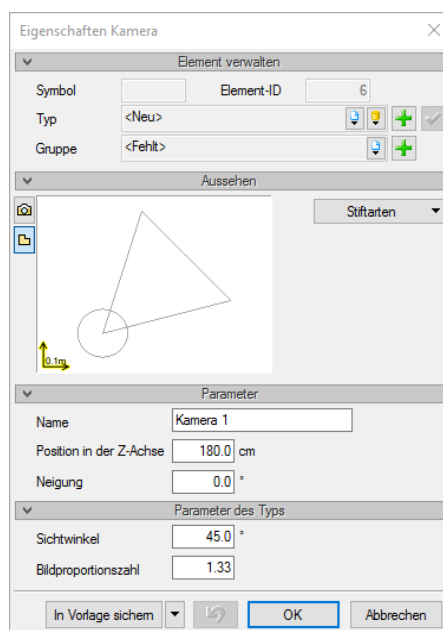 Eigenschaften Kamera
Element verwalten
Symbol Element-ID 6
Typ <Neu>
Gruppe <Fehlt>
Aussehen
Stiftarten
0.1m
Parameter
Name Kamera 1
Position in der Z-Achse 180.0 cm
Neigung 0.0 °
Parameter des Typs
Sichtwinkel 45.0 °
Bildproportionszahl 1.33
In Vorlage sichern OK Abbrechen